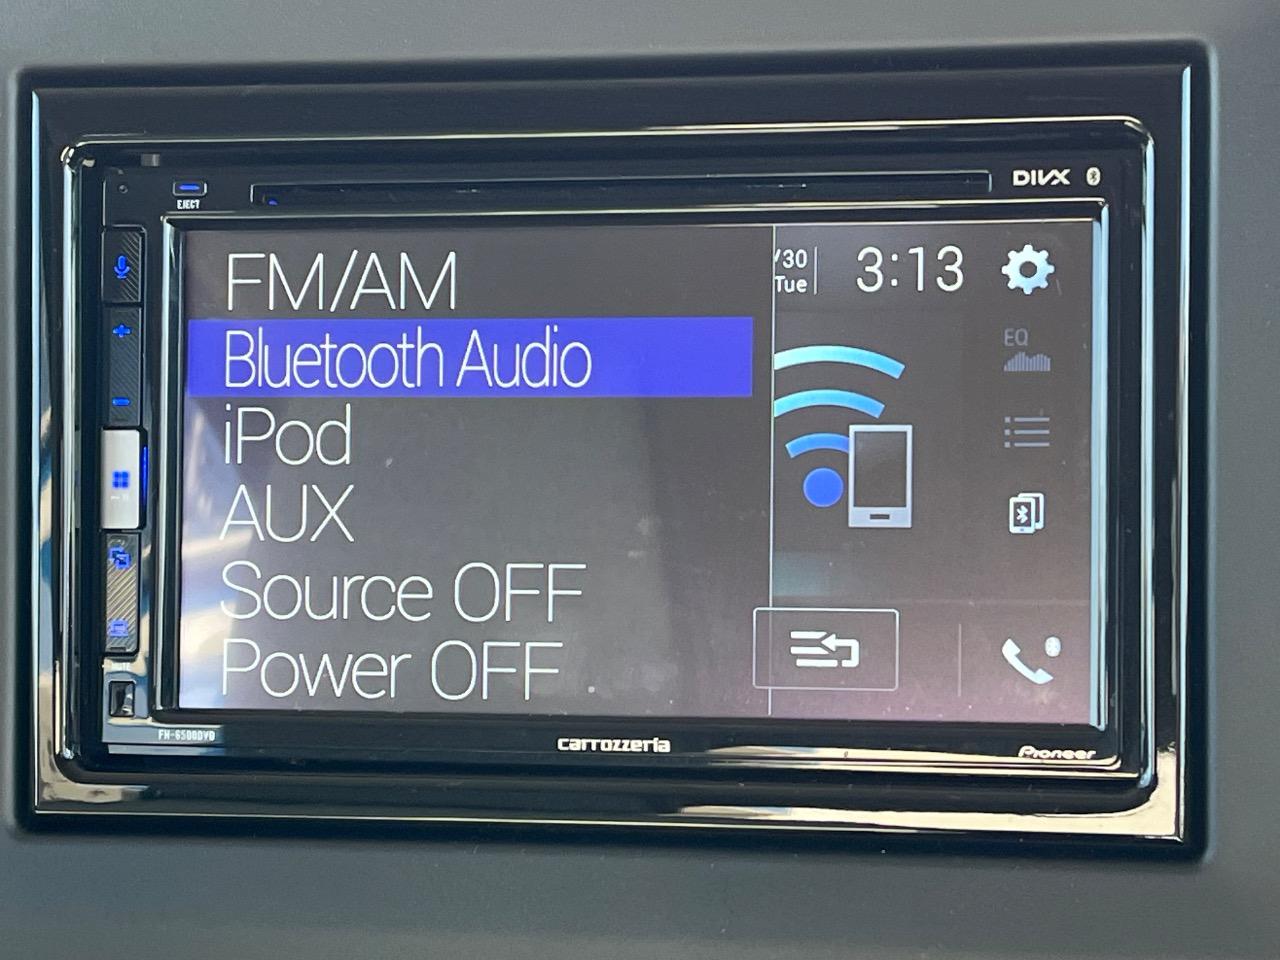 DIVX
EJECT
FM/AM
Bluetooth Audio
iPod
AUX
Source OFF
Power OFF
/30
Tue
3:13
EQ
MUTE
FH-6500DVD
carrozzeria
Pioneer